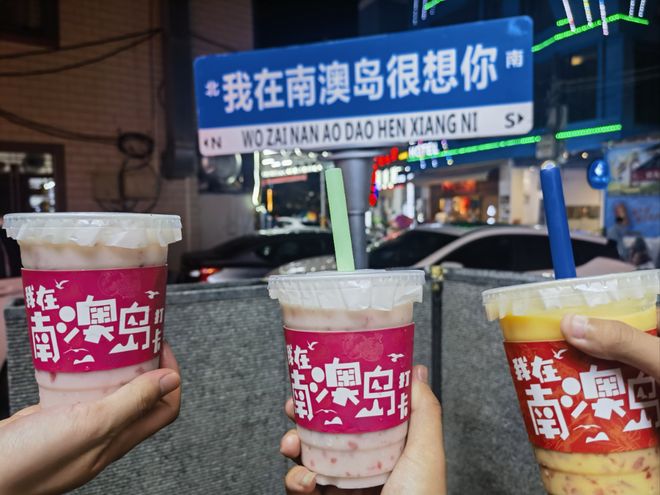 北 我在南澳岛很想你 南
N WO ZAI NAN AO DAO HEN XIANG NI S
HOTEL
我在
南澳岛打卡
我在
南澳岛打卡
我在
南澳岛